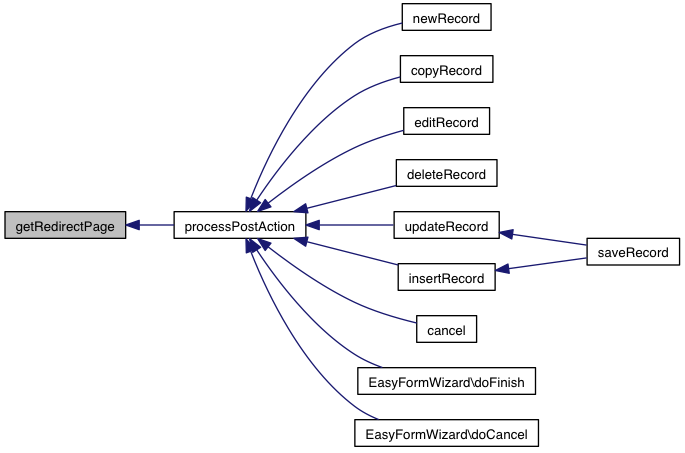 newRecord
copyRecord
editRecord
deleteRecord
getRedirectPage
processPostAction
updateRecord
saveRecord
insertRecord
cancel
EasyFormWizard\doFinish
EasyFormWizard\doCancel